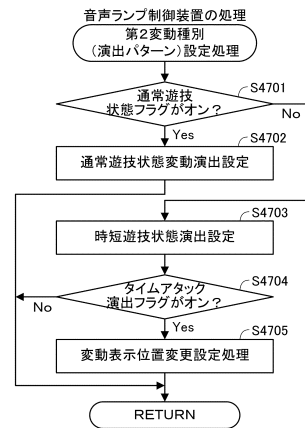 音声ランプ制御装置の処理
第2変動種別
(演出パターン)設定処理
S4701
通常遊技
状態フラグがオン?
No
Yes
S4702
通常遊技状態変動演出設定
S4703
時短遊技状態演出設定
S4704
タイムアタック
演出フラグがオン?
No
Yes
S4705
変動表示位置変更設定処理
RETURN